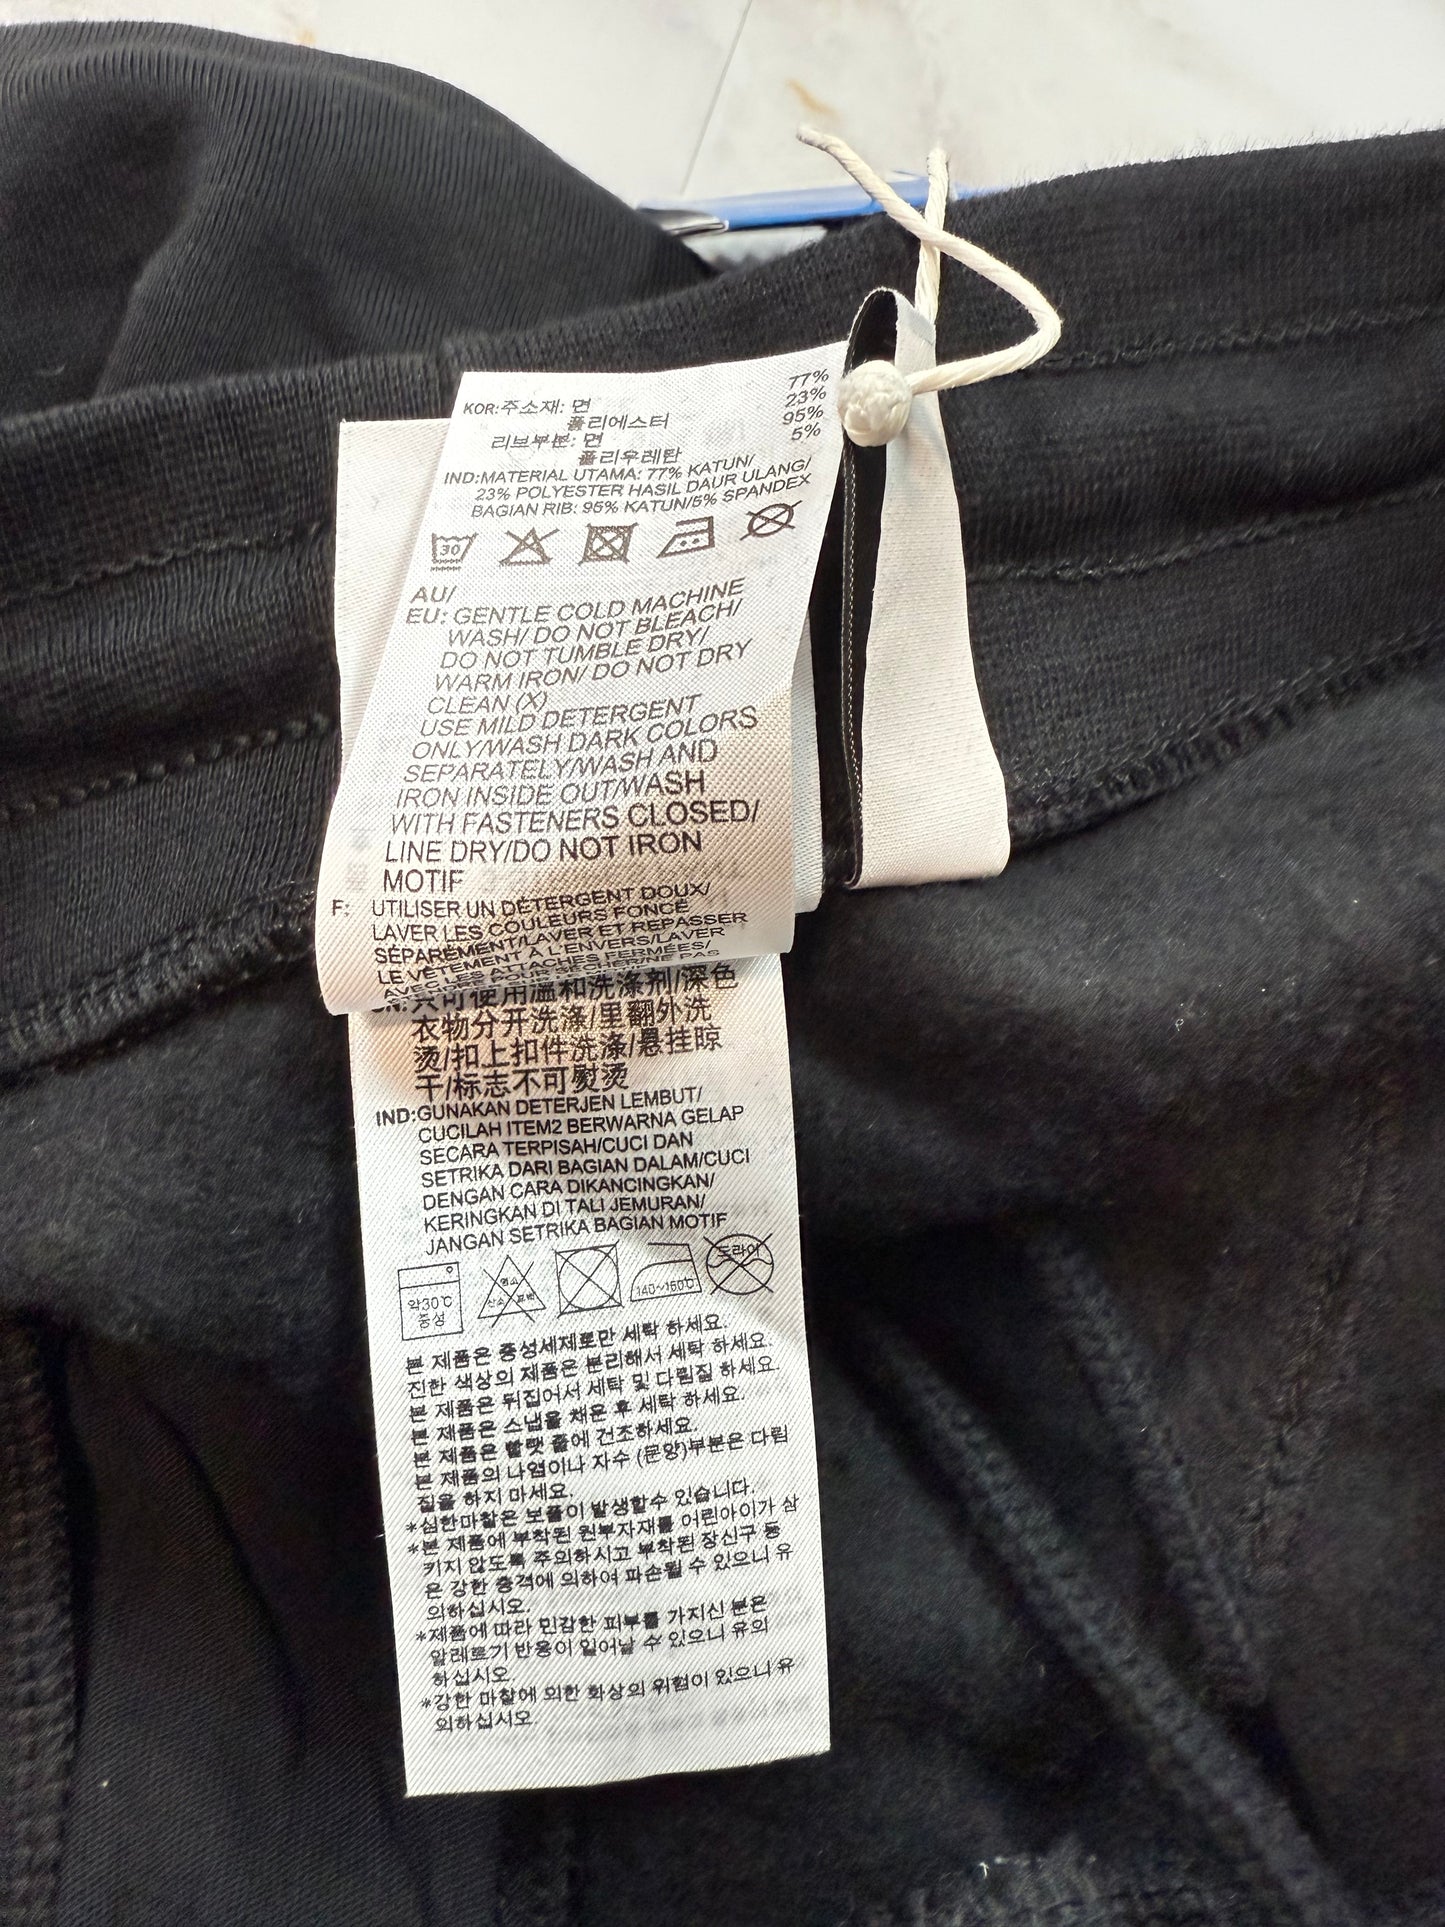 KOR:주소재: 면 77%
폴리에스터 23%
리브부분: 면 95%
폴리우레탄 5%
IND:MATERIAL UTAMA: 77% KATUN/
23% POLYESTER HASIL DAUR ULANG/
BAGIAN RIB: 95% KATUN/5% SPANDEX
30
AU/
EU: GENTLE COLD MACHINE
WASH/ DO NOT BLEACH/
DO NOT TUMBLE DRY/
WARM IRON/ DO NOT DRY
CLEAN (X)
USE MILD DETERGENT
ONLY/WASH DARK COLORS
SEPARATELY/WASH AND
IRON INSIDE OUT/WASH
WITH FASTENERS CLOSED/
LINE DRY/DO NOT IRON
MOTIF
F: UTILISER UN DÉTERGENT DOUX/
LAVER LES COULEURS FONCÉ
SÉPARÉMENT/LAVER ET REPASSER
LE VÊTEMENT À L'ENVERS/LAVER
AVEC LES ATTACHES FERMÉES/
只可使用温和洗涤剂/深色
衣物分开洗涤/里翻外洗
烫/扣上扣件洗涤/悬挂晾
干/标志不可熨烫
IND:GUNAKAN DETERJEN LEMBUT/
CUCILAH ITEM2 BERWARNA GELAP
SECARA TERPISAH/CUCI DAN
SETRIKA DARI BAGIAN DALAM/CUCI
DENGAN CARA DIKANCINGKAN/
KERINGKAN DI TALI JEMURAN/
JANGAN SETRIKA BAGIAN MOTIF
약30℃
중성
염소
산소 표백
140~160℃
드라이
본 제품은 중성세제로만 세탁 하세요.
진한 색상의 제품은 분리해서 세탁 하세요.
본 제품은 뒤집어서 세탁 및 다림질 하세요.
본 제품은 스냅을 채운 후 세탁 하세요.
본 제품은 빨랫 줄에 건조하세요.
본 제품의 나염이나 자수 (문양)부분은 다림
질을 하지 마세요.
*심한마찰은 보풀이 발생할수 있습니다.
*본 제품에 부착된 원부자재를 어린아이가 삼
키지 않도록 주의하시고 부착된 장신구 등
은 강한 충격에 의하여 파손될 수 있으니 유
의하십시오.
*제품에 따라 민감한 피부를 가지신 분은
알레르기 반응이 일어날 수 있으니 유의
하십시오.
*강한 마찰에 의한 화상의 위험이 있으니 유
의하십시오.